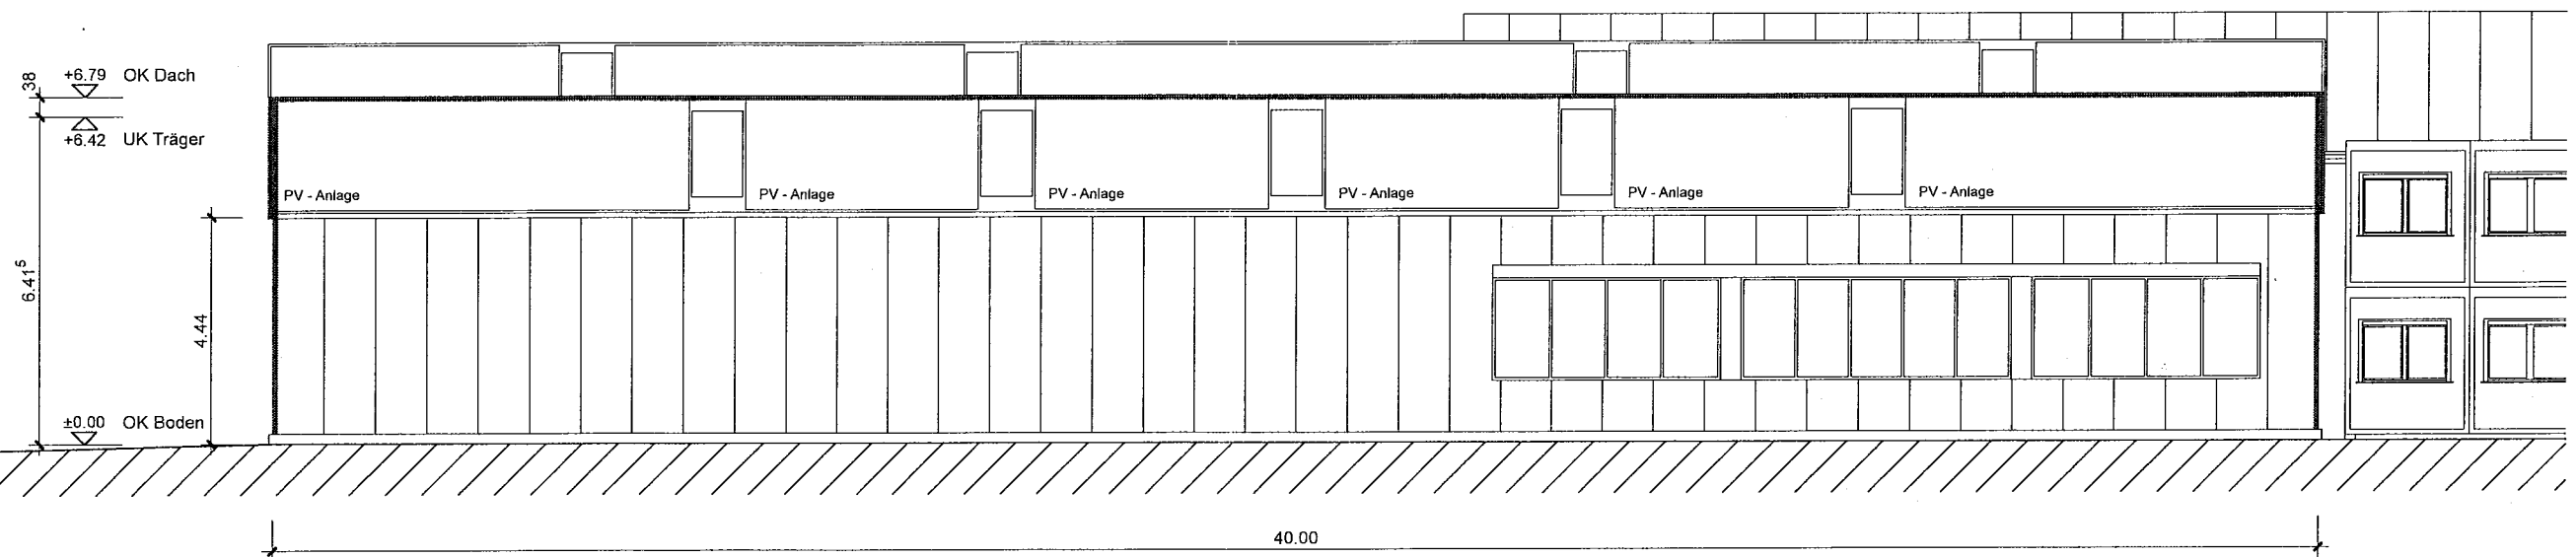 38
+6.79 OK Dach
+6.42 UK Träger
PV - Anlage PV - Anlage PV - Anlage PV - Anlage PV - Anlage PV - Anlage
6.41⁵
4.44
±0.00 OK Boden
40.00